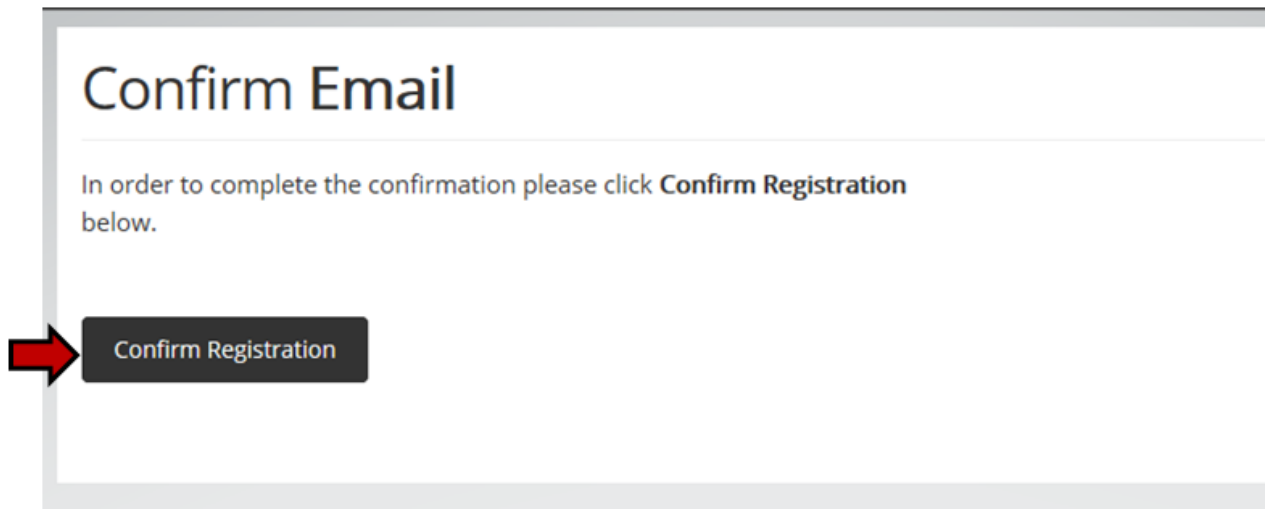 Confirm Email
In order to complete the confirmation please click Confirm Registration
below.
Confirm Registration